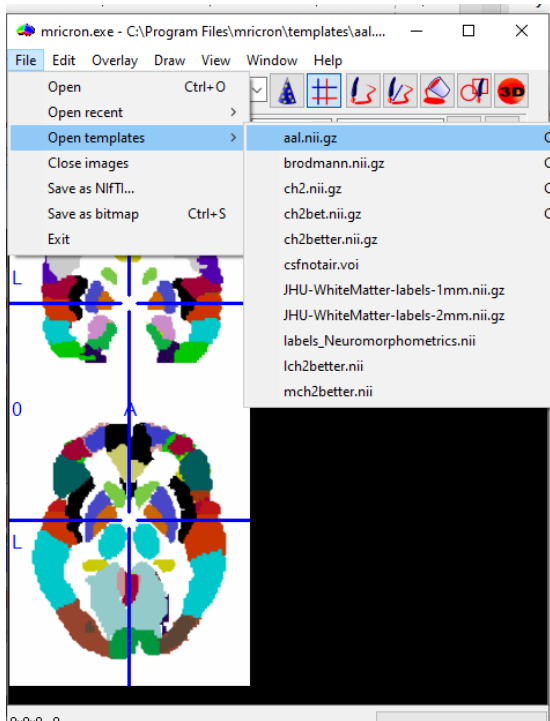 mricron.exe - C:\Program Files\mricron\templates\aal....
File Edit Overlay Draw View Window Help
Open Ctrl+O
Open recent
Open templates
Close images
Save as NIfTI...
Save as bitmap Ctrl+S
Exit
3D
aal.nii.gz
brodmann.nii.gz
ch2.nii.gz
ch2bet.nii.gz
ch2better.nii.gz
csfnotair.voi
JHU-WhiteMatter-labels-1mm.nii.gz
JHU-WhiteMatter-labels-2mm.nii.gz
labels_Neuromorphometrics.nii
lch2better.nii
mch2better.nii
L
0 A
L